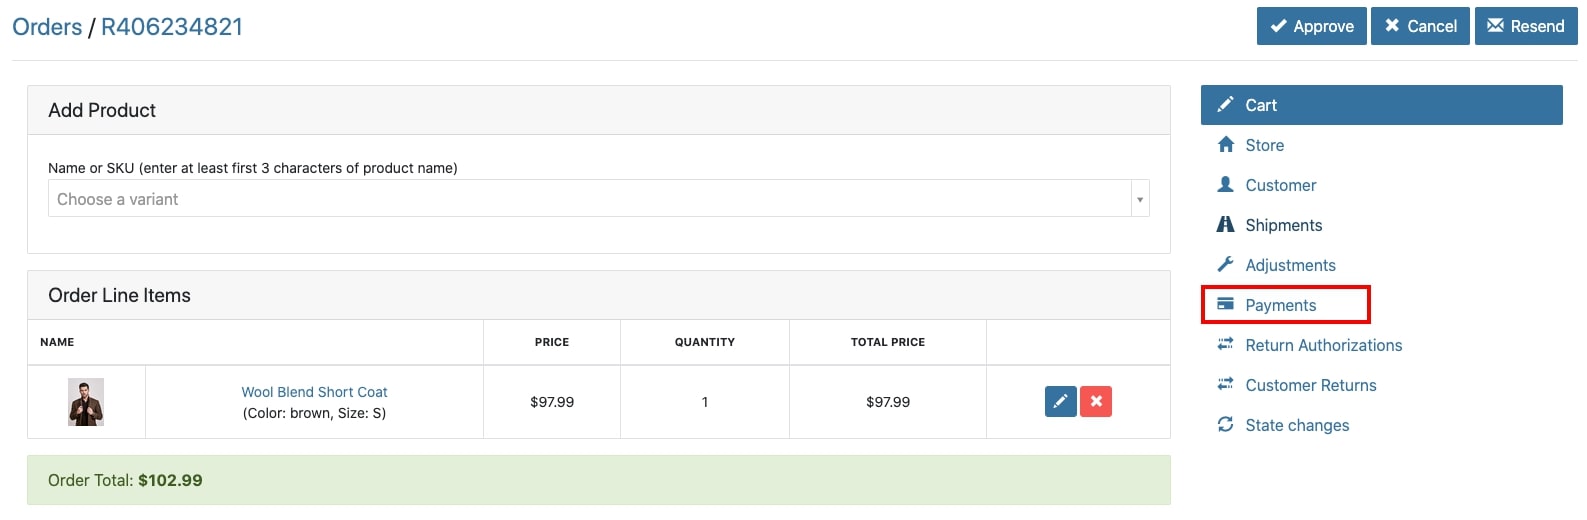 Orders / R406234821
Approve
Cancel
Resend
Add Product
Name or SKU (enter at least first 3 characters of product name)
Choose a variant
Order Line Items
NAME PRICE QUANTITY TOTAL PRICE
Wool Blend Short Coat
(Color: brown, Size: S)
$97.99 1 $97.99
Order Total: $102.99
Cart
Store
Customer
Shipments
Adjustments
Payments
Return Authorizations
Customer Returns
State changes